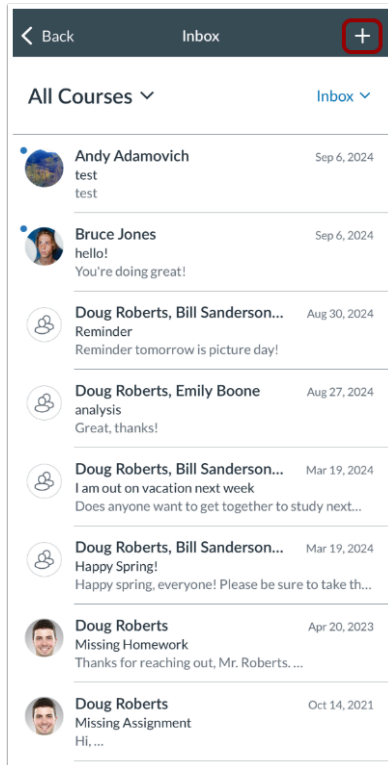 Back
Inbox
All Courses
Inbox
Andy Adamovich
Sep 6, 2024
test
test
Bruce Jones
Sep 6, 2024
hello!
You're doing great!
Doug Roberts, Bill Sanderson...
Aug 30, 2024
Reminder
Reminder tomorrow is picture day!
Doug Roberts, Emily Boone
Aug 27, 2024
analysis
Great, thanks!
Doug Roberts, Bill Sanderson...
Mar 19, 2024
I am out on vacation next week
Does anyone want to get together to study next...
Doug Roberts, Bill Sanderson...
Mar 19, 2024
Happy Spring!
Happy spring, everyone! Please be sure to take th...
Doug Roberts
Apr 20, 2023
Missing Homework
Thanks for reaching out, Mr. Roberts. ...
Doug Roberts
Oct 14, 2021
Missing Assignment
Hi, ...